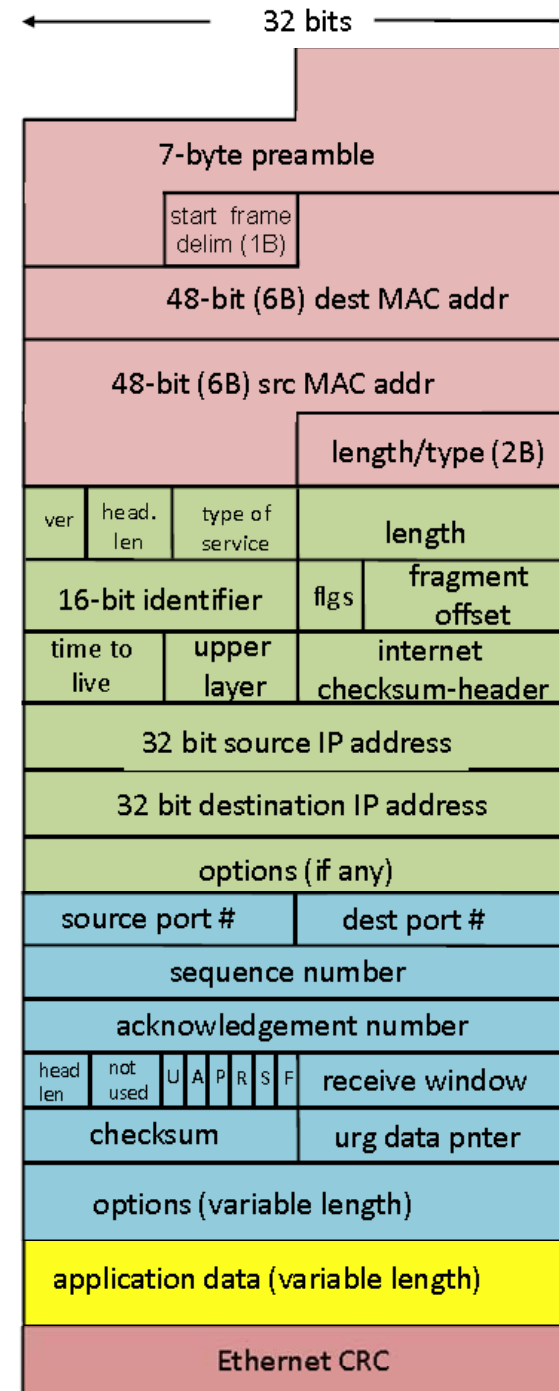 32 bits
7-byte preamble
start frame
delim (1B)
48-bit (6B) dest MAC addr
48-bit (6B) src MAC addr
length/type (2B)
ver
head.
len
type of
service
length
16-bit identifier
flgs
fragment
offset
time to
live
upper
layer
internet
checksum-header
32 bit source IP address
32 bit destination IP address
options (if any)
source port #
dest port #
sequence number
acknowledgement number
head
len
not
used
U
A
P
R
S
F
receive window
checksum
urg data pnter
options (variable length)
application data (variable length)
Ethernet CRC